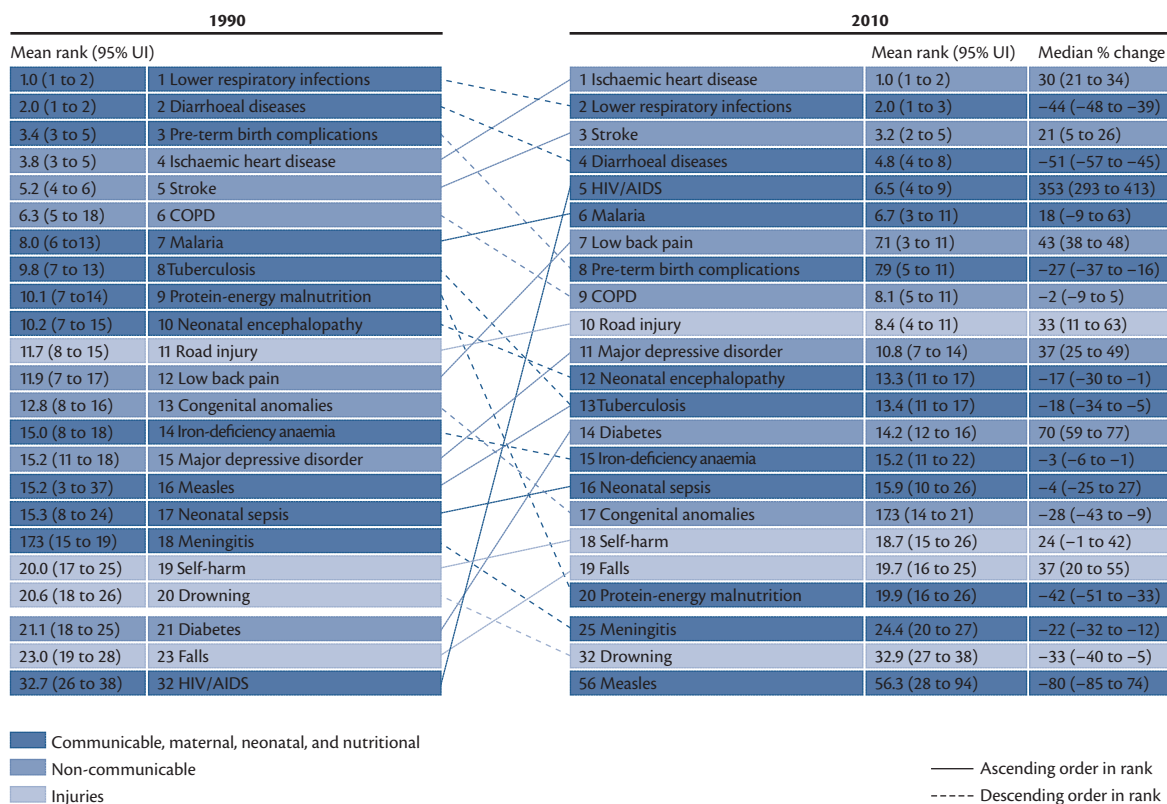 1990 2010
Mean rank (95% UI) Mean rank (95% UI) Median % change
1.0 (1 to 2) 1 Lower respiratory infections 1 Ischaemic heart disease 1.0 (1 to 2) 30 (21 to 34)
2.0 (1 to 2) 2 Diarrhoeal diseases 2 Lower respiratory infections 2.0 (1 to 3) −44 (−48 to −39)
3.4 (3 to 5) 3 Pre-term birth complications 3 Stroke 3.2 (2 to 5) 21 (5 to 26)
3.8 (3 to 5) 4 Ischaemic heart disease 4 Diarrhoeal diseases 4.8 (4 to 8) −51 (−57 to −45)
5.2 (4 to 6) 5 Stroke 5 HIV/AIDS 6.5 (4 to 9) 353 (293 to 413)
6.3 (5 to 18) 6 COPD 6 Malaria 6.7 (3 to 11) 18 (−9 to 63)
8.0 (6 to13) 7 Malaria 7 Low back pain 7.1 (3 to 11) 43 (38 to 48)
9.8 (7 to 13) 8 Tuberculosis 8 Pre-term birth complications 7.9 (5 to 11) −27 (−37 to −16)
10.1 (7 to14) 9 Protein-energy malnutrition 9 COPD 8.1 (5 to 11) −2 (−9 to 5)
10.2 (7 to 15) 10 Neonatal encephalopathy 10 Road injury 8.4 (4 to 11) 33 (11 to 63)
11.7 (8 to 15) 11 Road injury 11 Major depressive disorder 10.8 (7 to 14) 37 (25 to 49)
11.9 (7 to 17) 12 Low back pain 12 Neonatal encephalopathy 13.3 (11 to 17) −17 (−30 to −1)
12.8 (8 to 16) 13 Congenital anomalies 13 Tuberculosis 13.4 (11 to 17) −18 (−34 to −5)
15.0 (8 to 18) 14 Iron-deficiency anaemia 14 Diabetes 14.2 (12 to 16) 70 (59 to 77)
15.2 (11 to 18) 15 Major depressive disorder 15 Iron-deficiency anaemia 15.2 (11 to 22) −3 (−6 to −1)
15.2 (3 to 37) 16 Measles 16 Neonatal sepsis 15.9 (10 to 26) −4 (−25 to 27)
15.3 (8 to 24) 17 Neonatal sepsis 17 Congenital anomalies 17.3 (14 to 21) −28 (−43 to −9)
17.3 (15 to 19) 18 Meningitis 18 Self-harm 18.7 (15 to 26) 24 (−1 to 42)
20.0 (17 to 25) 19 Self-harm 19 Falls 19.7 (16 to 25) 37 (20 to 55)
20.6 (18 to 26) 20 Drowning 20 Protein-energy malnutrition 19.9 (16 to 26) −42 (−51 to −33)
21.1 (18 to 25) 21 Diabetes 25 Meningitis 24.4 (20 to 27) −22 (−32 to −12)
23.0 (19 to 28) 23 Falls 32 Drowning 32.9 (27 to 38) −33 (−40 to −5)
32.7 (26 to 38) 32 HIV/AIDS 56 Measles 56.3 (28 to 94) −80 (−85 to 74)
Communicable, maternal, neonatal, and nutritional
Non-communicable Ascending order in rank
Injuries Descending order in rank